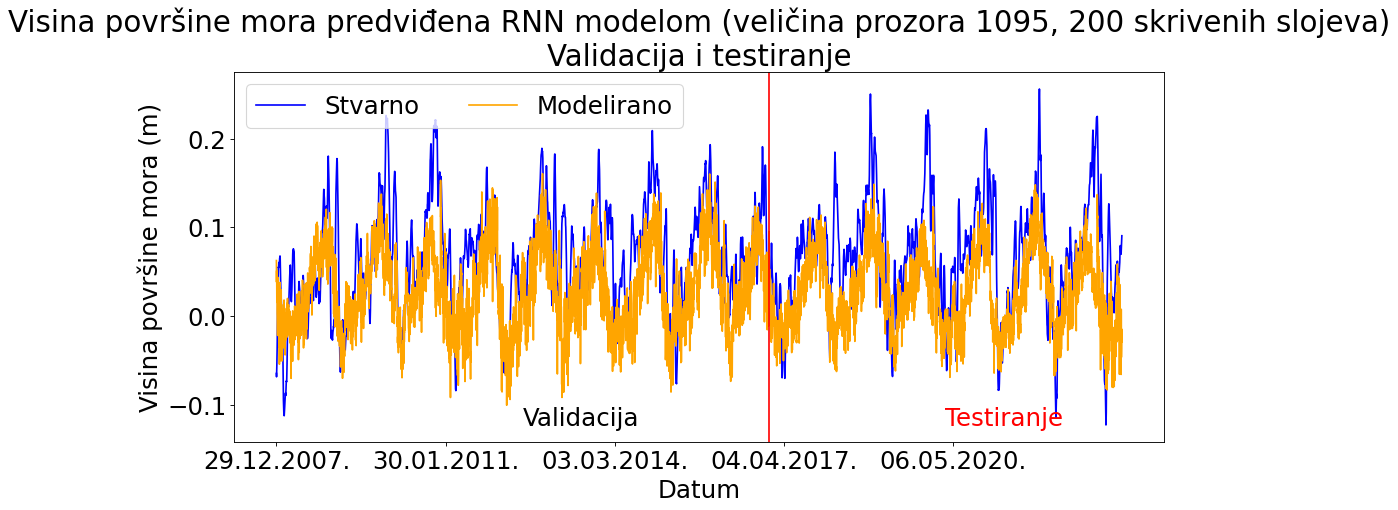 Visina površine mora predviđena RNN modelom (veličina prozora 1095, 200 skrivenih slojeva)
Validacija i testiranje
Stvarno Modelirano
Visina površine mora (m)
0.2
0.1
0.0
−0.1
Validacija Testiranje
29.12.2007. 30.01.2011. 03.03.2014. 04.04.2017. 06.05.2020.
Datum